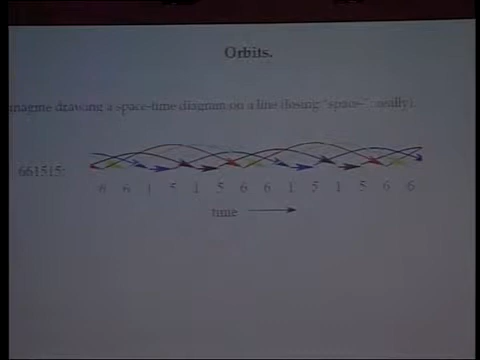 Orbits.
imagine drawing a space-time diagram on a line (losing "space-" really).
661515:
6 6 1 5 1 5 6 6 1 5 1 5 6 6
time